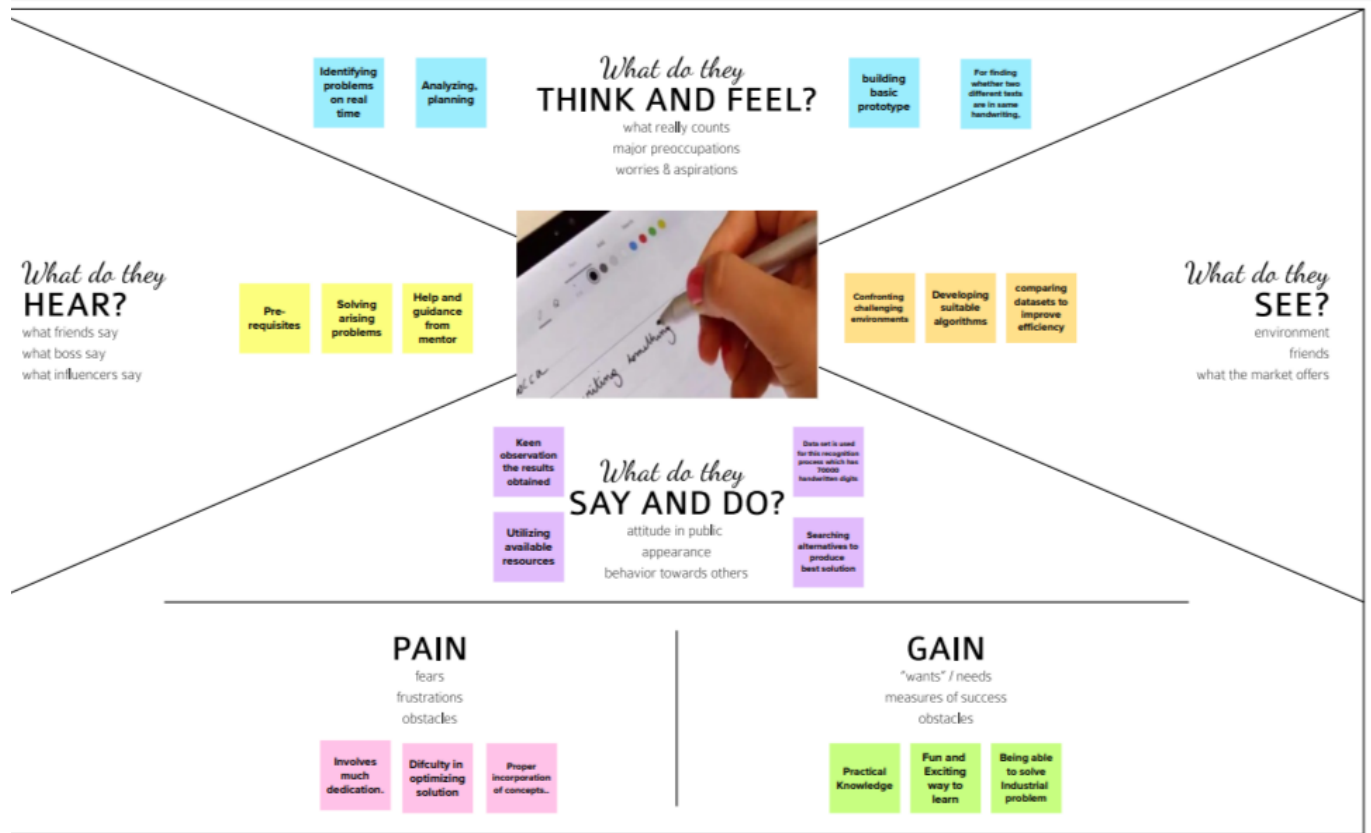 What do they
THINK AND FEEL?
what really counts
major preoccupations
worries & aspirations
Identifying
problems
on real
time
Analyzing,
planning
building
basic
prototype
For finding
whether two
different texts
are in same
handwriting,
What do they
HEAR?
what friends say
what boss say
what influencers say
Pre-
requisites
Solving
arising
problems
Help and
guidance
from
mentor
writing something
Confronting
challenging
environments
Developing
suitable
algorithms
comparing
datasets to
improve
efficiency
What do they
SEE?
environment
friends
what the market offers
Keen
observation
the results
obtained
Utilizing
available
resources
What do they
SAY AND DO?
attitude in public
appearance
behavior towards others
Data set is used
for this recognition
process which has
70000
handwritten digits
Searching
alternatives to
produce
best solution
PAIN
fears
frustrations
obstacles
Involves
much
dedication.
Difculty in
optimizing
solution
Proper
incorporation
of concepts..
GAIN
"wants" / needs
measures of success
obstacles
Practical
Knowledge
Fun and
Exciting
way to
learn
Being able
to solve
Industrial
problem